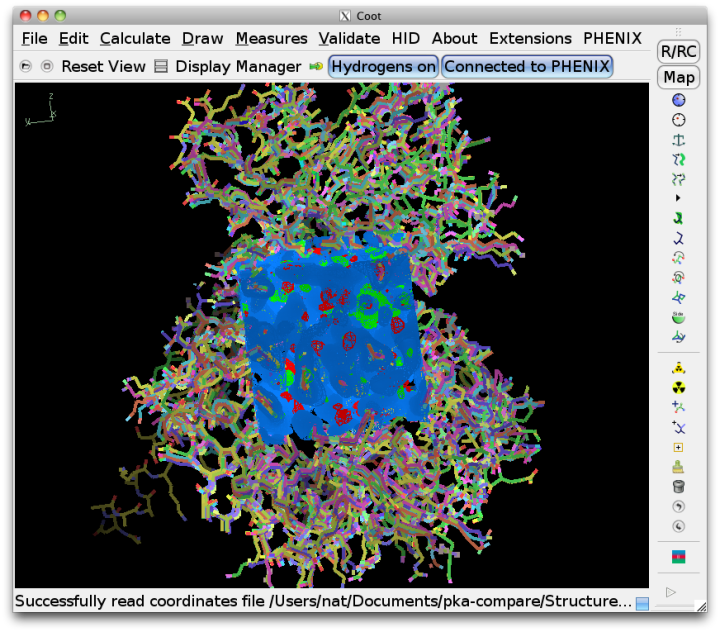 Coot
File Edit Calculate Draw Measures Validate HID About Extensions PHENIX
Reset View Display Manager Hydrogens on Connected to PHENIX
R/RC
Map
z
Successfully read coordinates file /Users/nat/Documents/pka-compare/Structure...